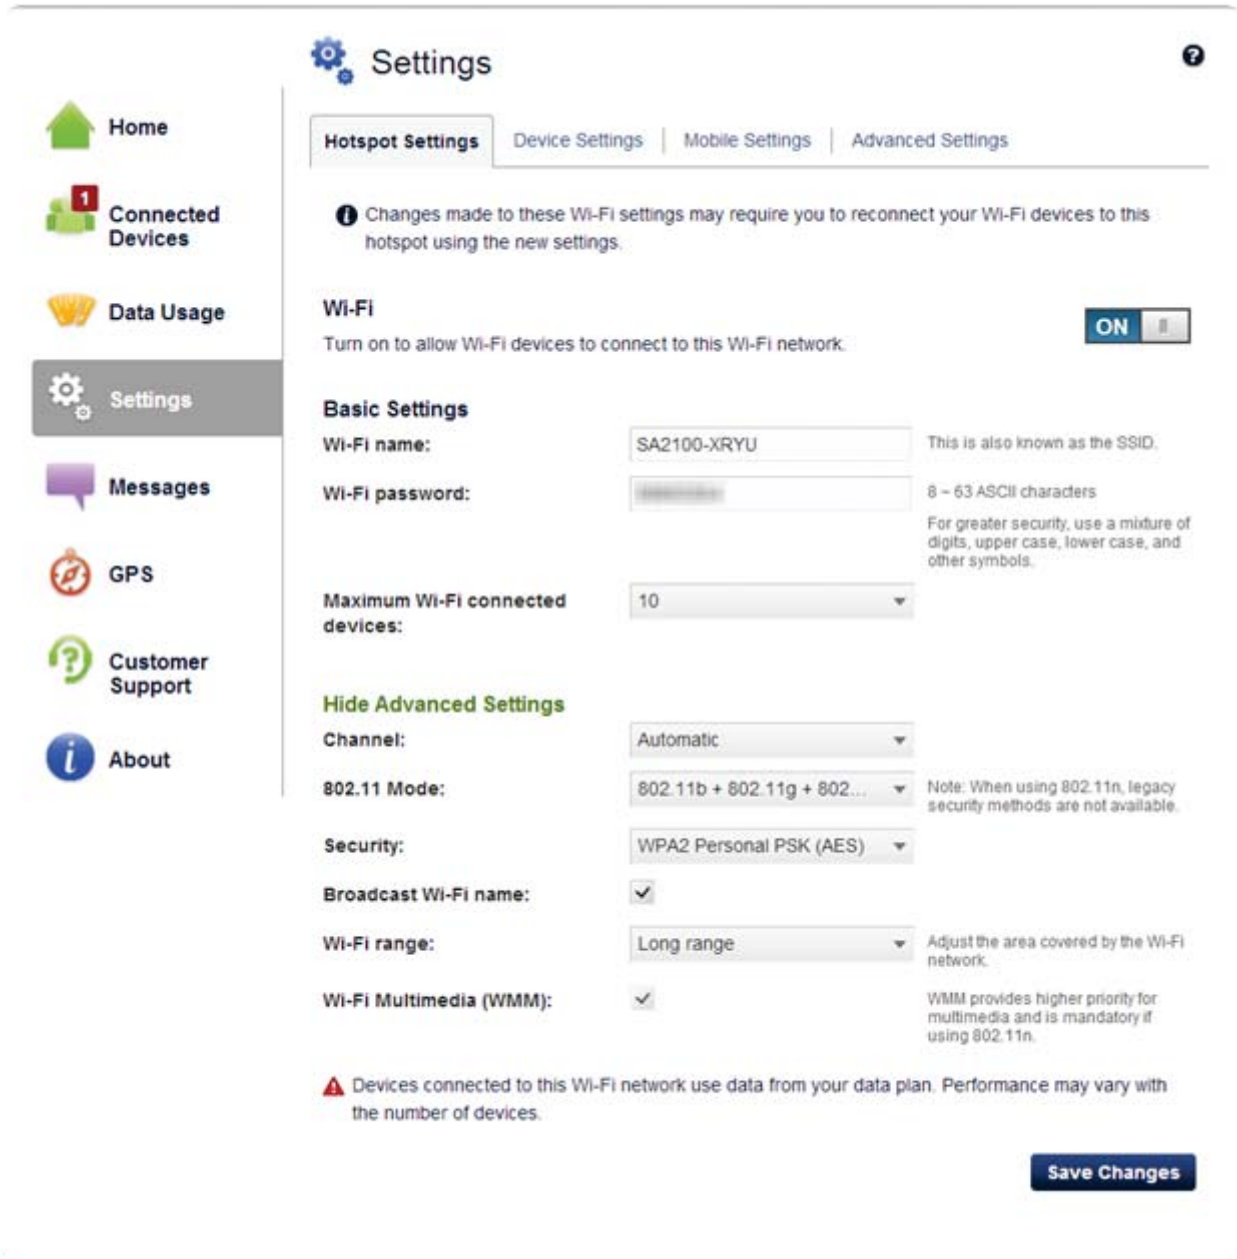 Settings
Home
Connected
Devices
1
Data Usage
Settings
Messages
GPS
Customer
Support
About
Hotspot Settings
Device Settings
Mobile Settings
Advanced Settings
Changes made to these Wi-Fi settings may require you to reconnect your Wi-Fi devices to this
hotspot using the new settings.
Wi-Fi
Turn on to allow Wi-Fi devices to connect to this Wi-Fi network.
ON
Basic Settings
Wi-Fi name:
SA2100-XRYU
This is also known as the SSID.
Wi-Fi password:
8 – 63 ASCII characters
For greater security, use a mixture of
digits, upper case, lower case, and
other symbols.
Maximum Wi-Fi connected
devices:
10
Hide Advanced Settings
Channel:
Automatic
802.11 Mode:
802.11b + 802.11g + 802...
Note: When using 802.11n, legacy
security methods are not available.
Security:
WPA2 Personal PSK (AES)
Broadcast Wi-Fi name:
Wi-Fi range:
Long range
Adjust the area covered by the Wi-Fi
network.
Wi-Fi Multimedia (WMM):
WMM provides higher priority for
multimedia and is mandatory if
using 802.11n.
Devices connected to this Wi-Fi network use data from your data plan. Performance may vary with
the number of devices.
Save Changes